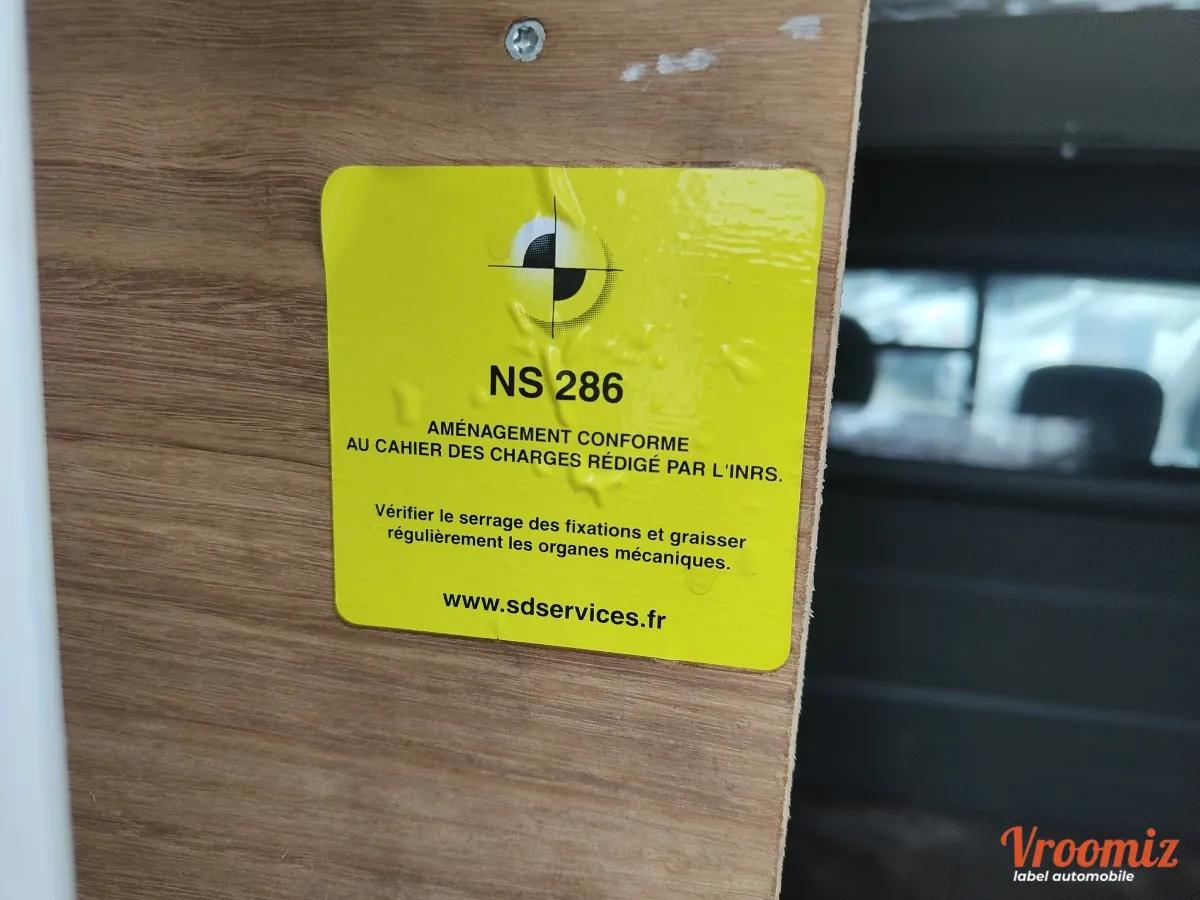 NS 286
AMÉNAGEMENT CONFORME
AU CAHIER DES CHARGES RÉDIGÉ PAR L'INRS.
Vérifier le serrage des fixations et graisser
régulièrement les organes mécaniques.
www.sdservices.fr
Vroomiz
label automobile